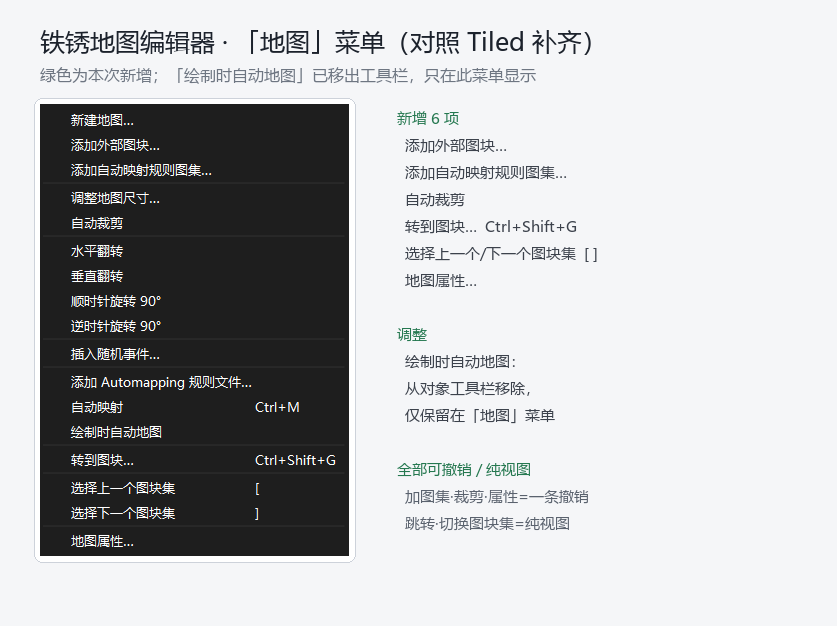 铁锈地图编辑器 · 「地图」菜单（对照 Tiled 补齐）
绿色为本次新增；「绘制时自动地图」已移出工具栏，只在此菜单显示
新建地图...
添加外部图块...
添加自动映射规则图集...
调整地图尺寸...
自动裁剪
水平翻转
垂直翻转
顺时针旋转 90°
逆时针旋转 90°
插入随机事件...
添加 Automapping 规则文件...
自动映射 Ctrl+M
绘制时自动地图
转到图块... Ctrl+Shift+G
选择上一个图块集 [
选择下一个图块集 ]
地图属性...
新增 6 项
添加外部图块...
添加自动映射规则图集...
自动裁剪
转到图块... Ctrl+Shift+G
选择上一个/下一个图块集 [ ]
地图属性...
调整
绘制时自动地图：
从对象工具栏移除，
仅保留在「地图」菜单
全部可撤销 / 纯视图
加图集·裁剪·属性=一条撤销
跳转·切换图块集=纯视图